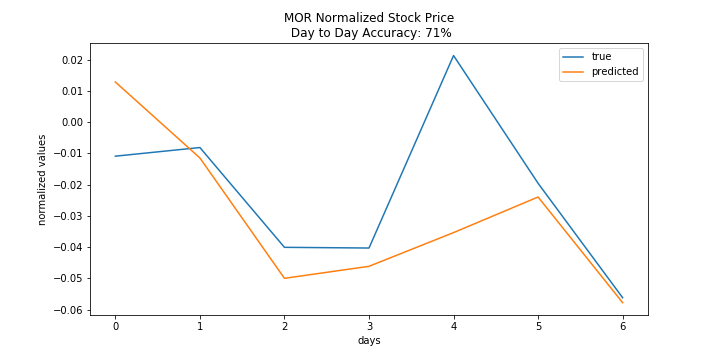 MOR Normalized Stock Price
Day to Day Accuracy: 71%
true
predicted
normalized values
0.02
0.01
0.00
−0.01
−0.02
−0.03
−0.04
−0.05
−0.06
0 1 2 3 4 5 6
days